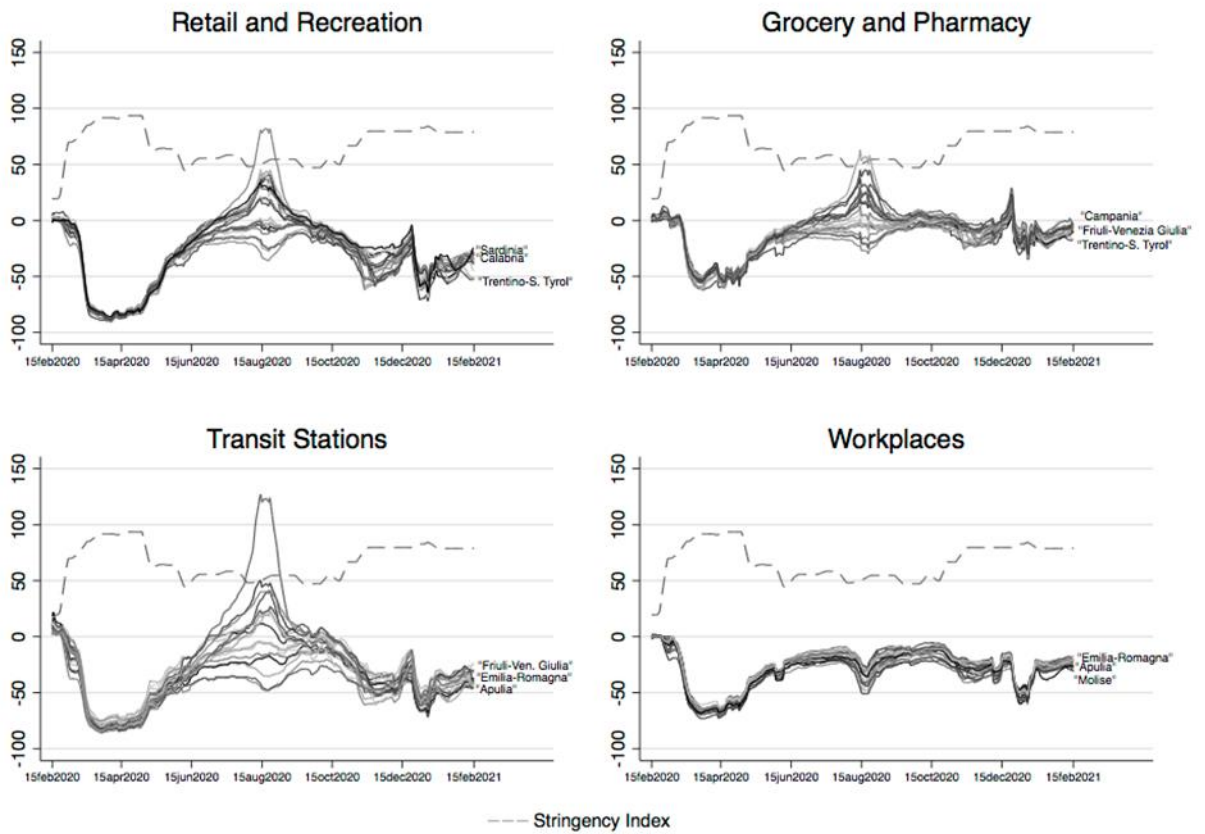 Retail and Recreation
150
100
50
0
-50
-100
"Sardinia"
"Calabria"
"Trentino-S. Tyrol"
15feb2020 15apr2020 15jun2020 15aug2020 15oct2020 15dec2020 15feb2021
Grocery and Pharmacy
150
100
50
0
-50
-100
"Campania"
"Friuli-Venezia Giulia"
"Trentino-S. Tyrol"
15feb2020 15apr2020 15jun2020 15aug2020 15oct2020 15dec2020 15feb2021
Transit Stations
150
100
50
0
-50
-100
"Friuli-Ven. Giulia"
"Emilia-Romagna"
"Apulia"
15feb2020 15apr2020 15jun2020 15aug2020 15oct2020 15dec2020 15feb2021
Workplaces
150
100
50
0
-50
-100
"Emilia-Romagna"
"Apulia"
"Molise"
15feb2020 15apr2020 15jun2020 15aug2020 15oct2020 15dec2020 15feb2021
Stringency Index